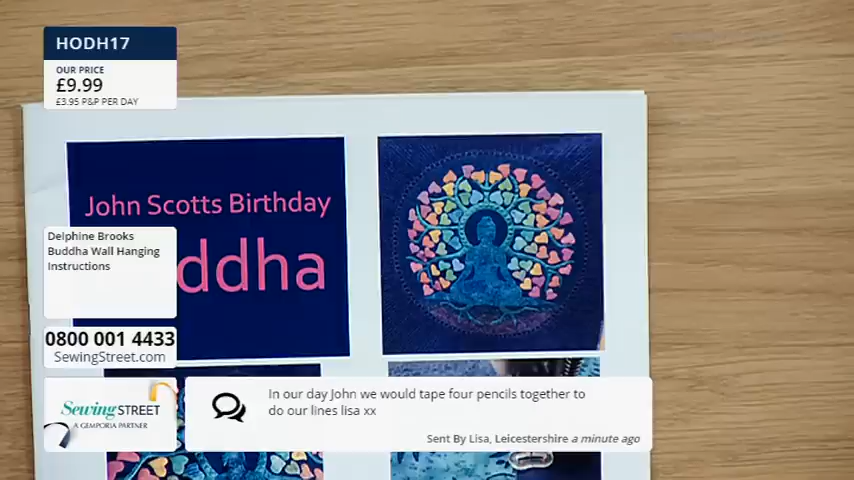 HODH17
OUR PRICE
£9.99
£3.95 P&P PER DAY
John Scotts Birthday
ddha
Delphine Brooks
Buddha Wall Hanging
Instructions
0800 001 4433
SewingStreet.com
Sewing STREET
A GEMPORIA PARTNER
In our day John we would tape four pencils together to
do our lines lisa xx
Sent By Lisa, Leicestershire a minute ago